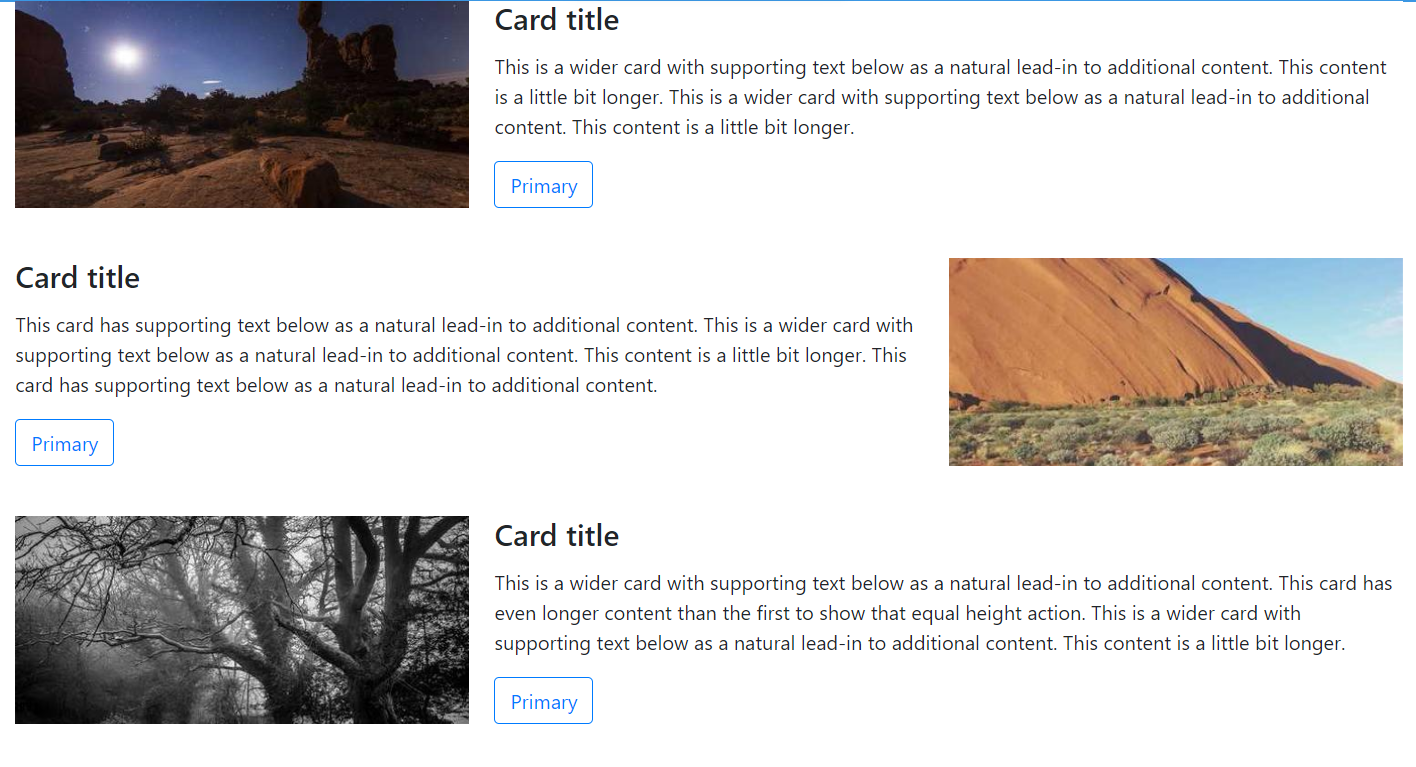 Card title
This is a wider card with supporting text below as a natural lead-in to additional content. This content
is a little bit longer. This is a wider card with supporting text below as a natural lead-in to additional
content. This content is a little bit longer.
Primary
Card title
This card has supporting text below as a natural lead-in to additional content. This is a wider card with
supporting text below as a natural lead-in to additional content. This content is a little bit longer. This
card has supporting text below as a natural lead-in to additional content.
Primary
Card title
This is a wider card with supporting text below as a natural lead-in to additional content. This card has
even longer content than the first to show that equal height action. This is a wider card with
supporting text below as a natural lead-in to additional content. This content is a little bit longer.
Primary